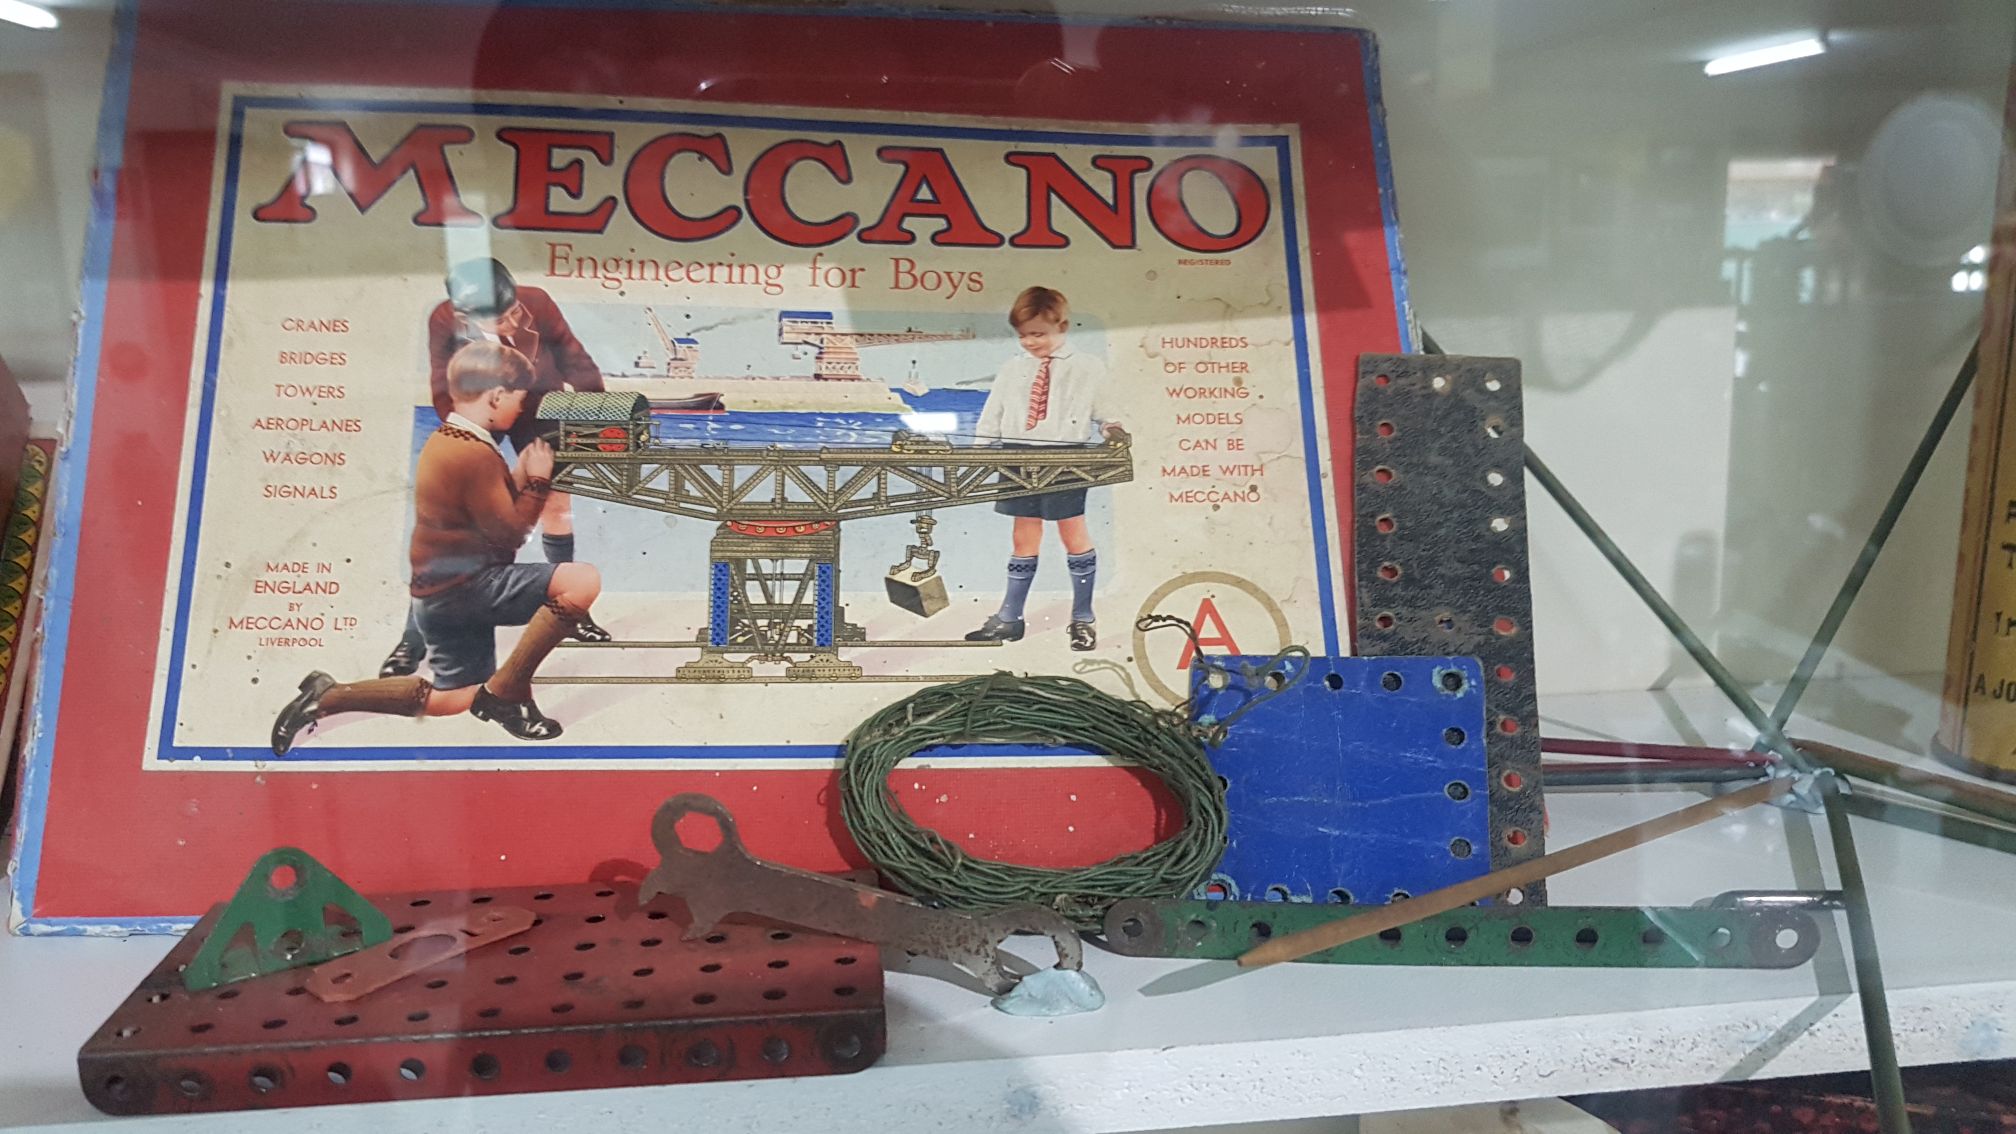 MECCANO
REGISTERED
Engineering for Boys
CRANES
BRIDGES
TOWERS
AEROPLANES
WAGONS
SIGNALS
HUNDREDS
OF OTHER
WORKING
MODELS
CAN BE
MADE WITH
MECCANO
MADE IN
ENGLAND
BY
MECCANO LTD
LIVERPOOL
A
A JO